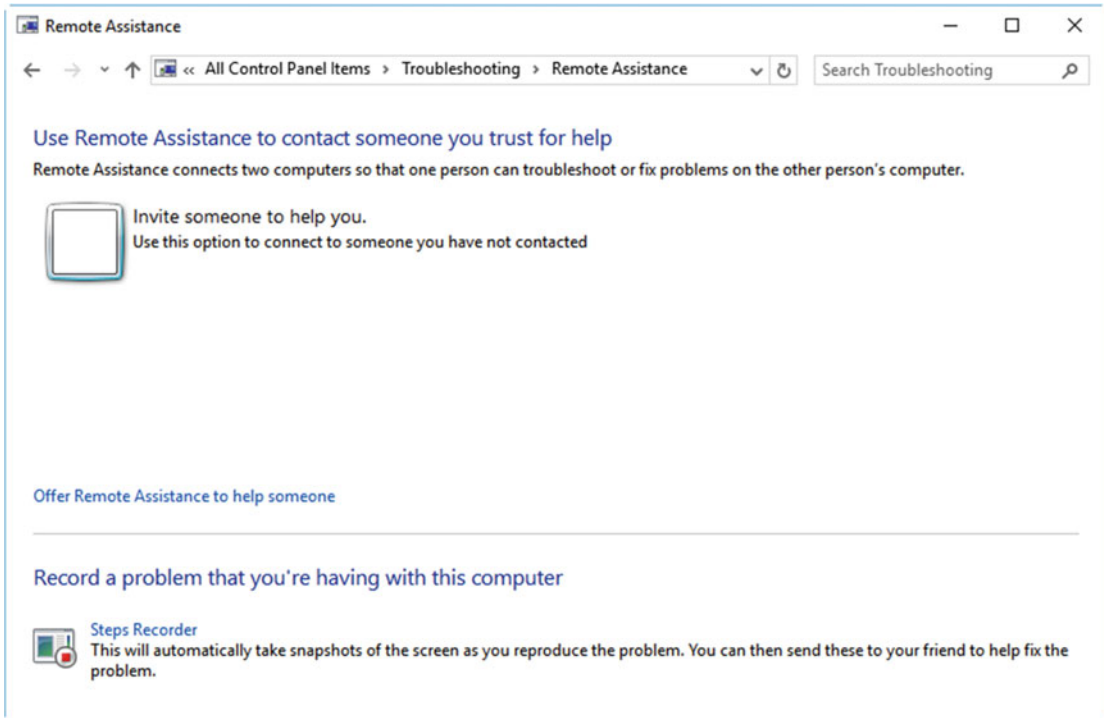 Remote Assistance
« All Control Panel Items › Troubleshooting › Remote Assistance
Search Troubleshooting
Use Remote Assistance to contact someone you trust for help
Remote Assistance connects two computers so that one person can troubleshoot or fix problems on the other person's computer.
Invite someone to help you.
Use this option to connect to someone you have not contacted
Offer Remote Assistance to help someone
Record a problem that you're having with this computer
Steps Recorder
This will automatically take snapshots of the screen as you reproduce the problem. You can then send these to your friend to help fix the
problem.